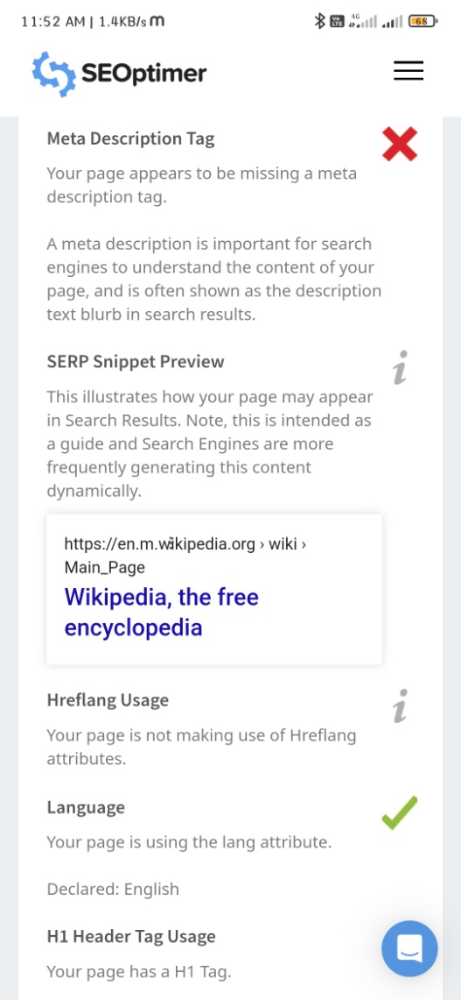 11:52 AM | 1.4KB/s m
Vo LTE 4G 68
SEOptimer
Meta Description Tag
Your page appears to be missing a meta
description tag.
A meta description is important for search
engines to understand the content of your
page, and is often shown as the description
text blurb in search results.
SERP Snippet Preview
This illustrates how your page may appear
in Search Results. Note, this is intended as
a guide and Search Engines are more
frequently generating this content
dynamically.
https://en.m.wikipedia.org › wiki ›
Main_Page
Wikipedia, the free
encyclopedia
Hreflang Usage
Your page is not making use of Hreflang
attributes.
Language
Your page is using the lang attribute.
Declared: English
H1 Header Tag Usage
Your page has a H1 Tag.